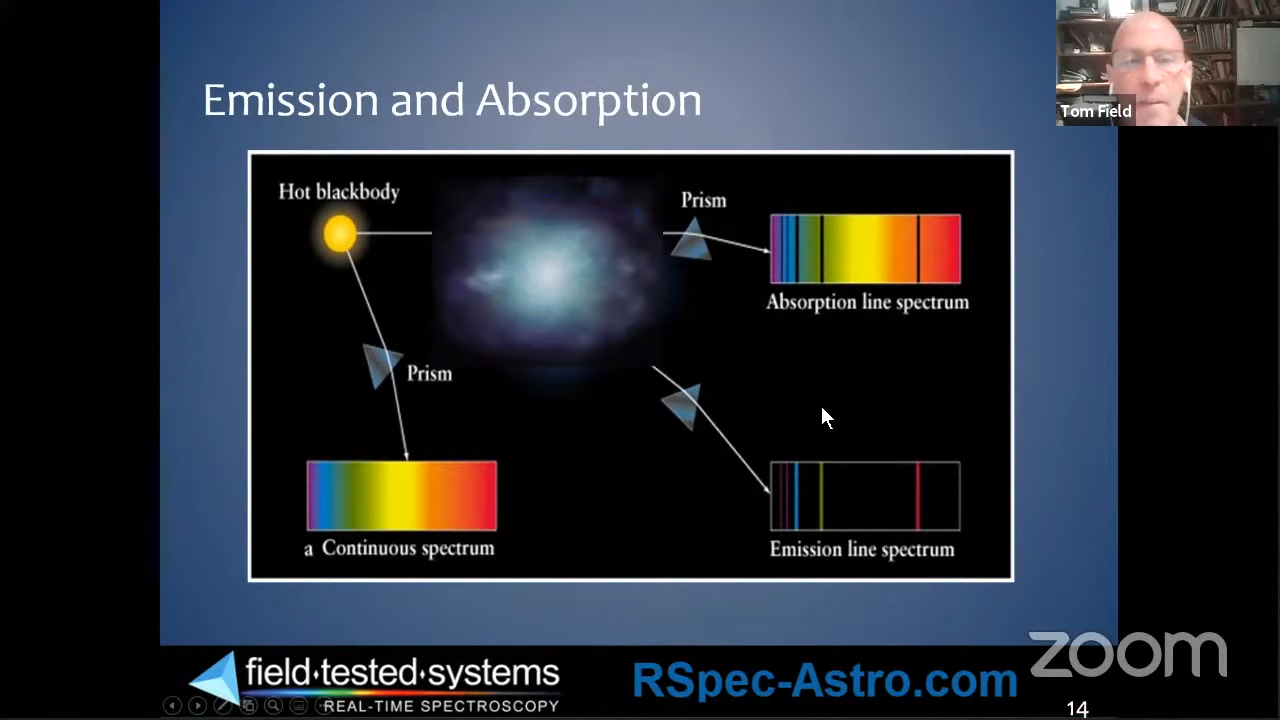 Emission and Absorption
Tom Field
Hot blackbody
Prism
Absorption line spectrum
Prism
a Continuous spectrum
Emission line spectrum
field·tested·systems
REAL-TIME SPECTROSCOPY
RSpec-Astro.com
zoom
14